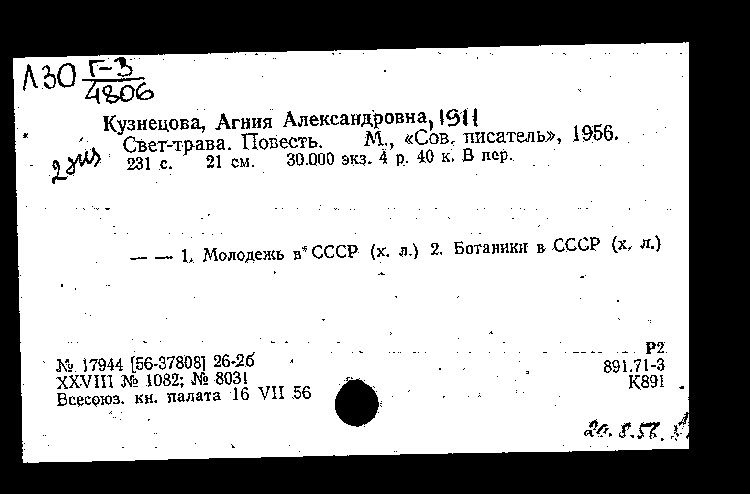 Л30 Г-3
4806
Кузнецова, Агния Александровна, 1911
Свет-трава. Повесть. М., «Сов. писатель», 1956.
2 экз
231 с. 21 см. 30.000 экз. 4 р. 40 к. В пер.
— — 1. Молодежь в СССР (х. л.) 2. Ботаники в СССР (х. л.)
Р2
№ 17944 [56-37808] 26-2б
891.71-3
XXVIII № 1082; № 8031
К891
Всесоюз. кн. палата 16 VII 56
20.8.56.